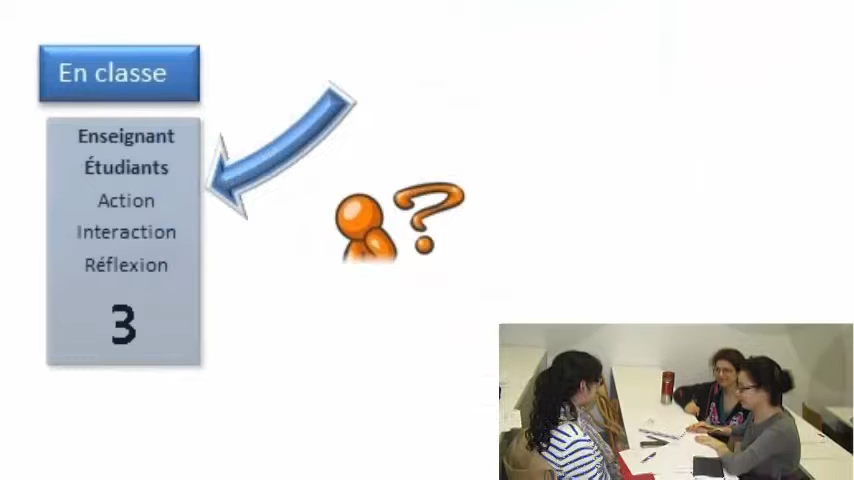 En classe
Enseignant
Étudiants
Action
Interaction
Réflexion
3
?